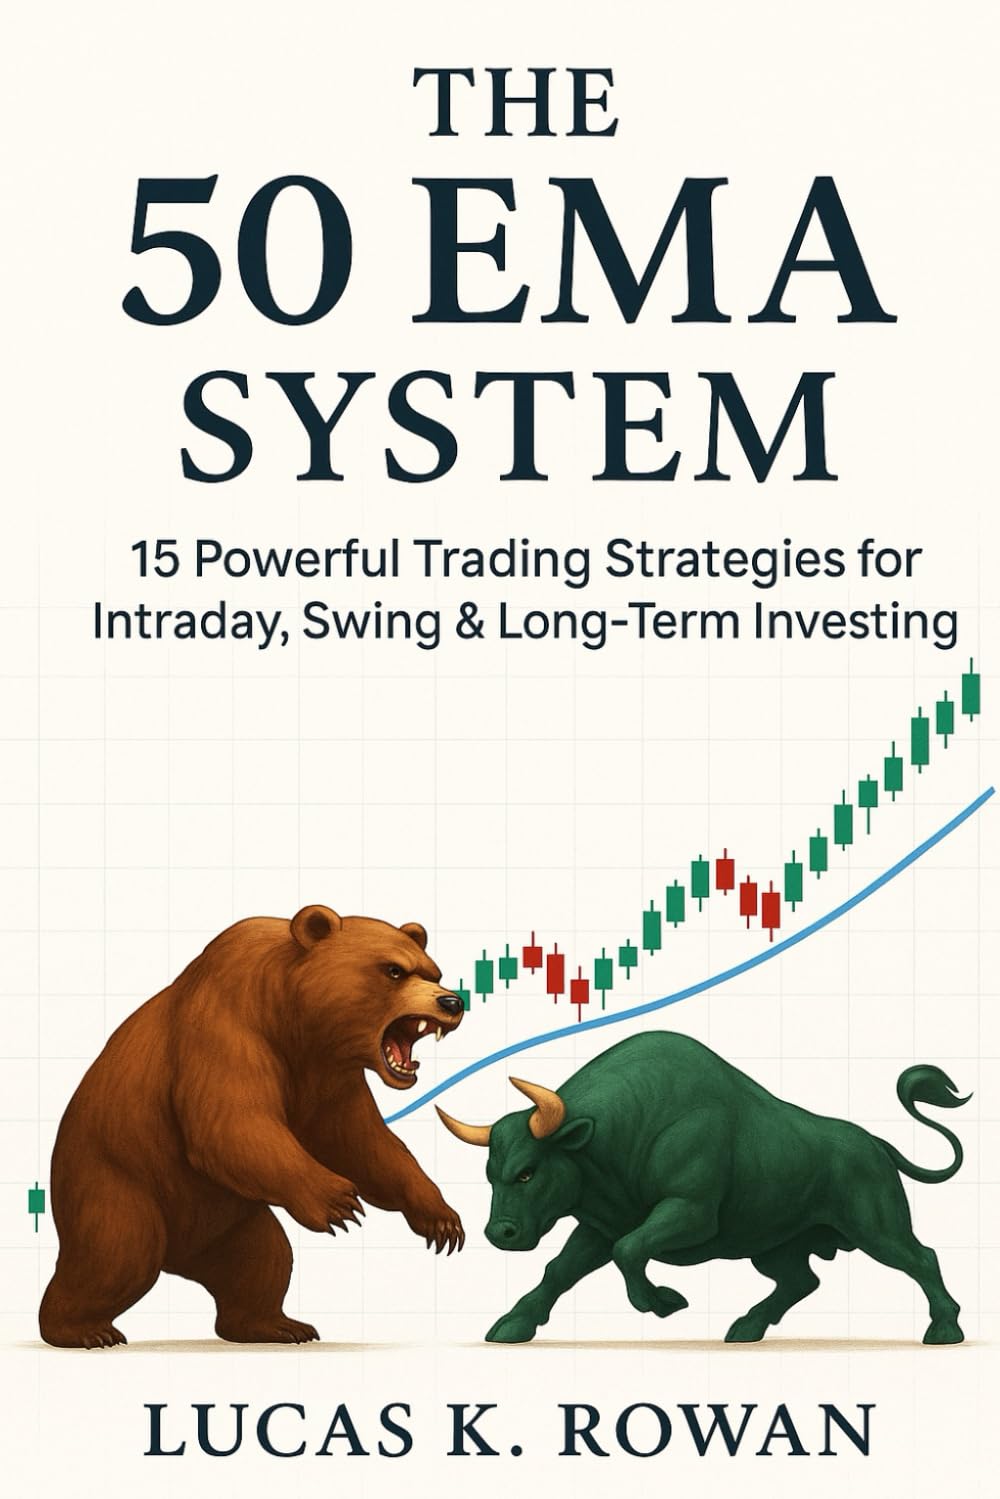 THE
50 EMA
SYSTEM
15 Powerful Trading Strategies for
Intraday, Swing & Long-Term Investing
LUCAS K. ROWAN